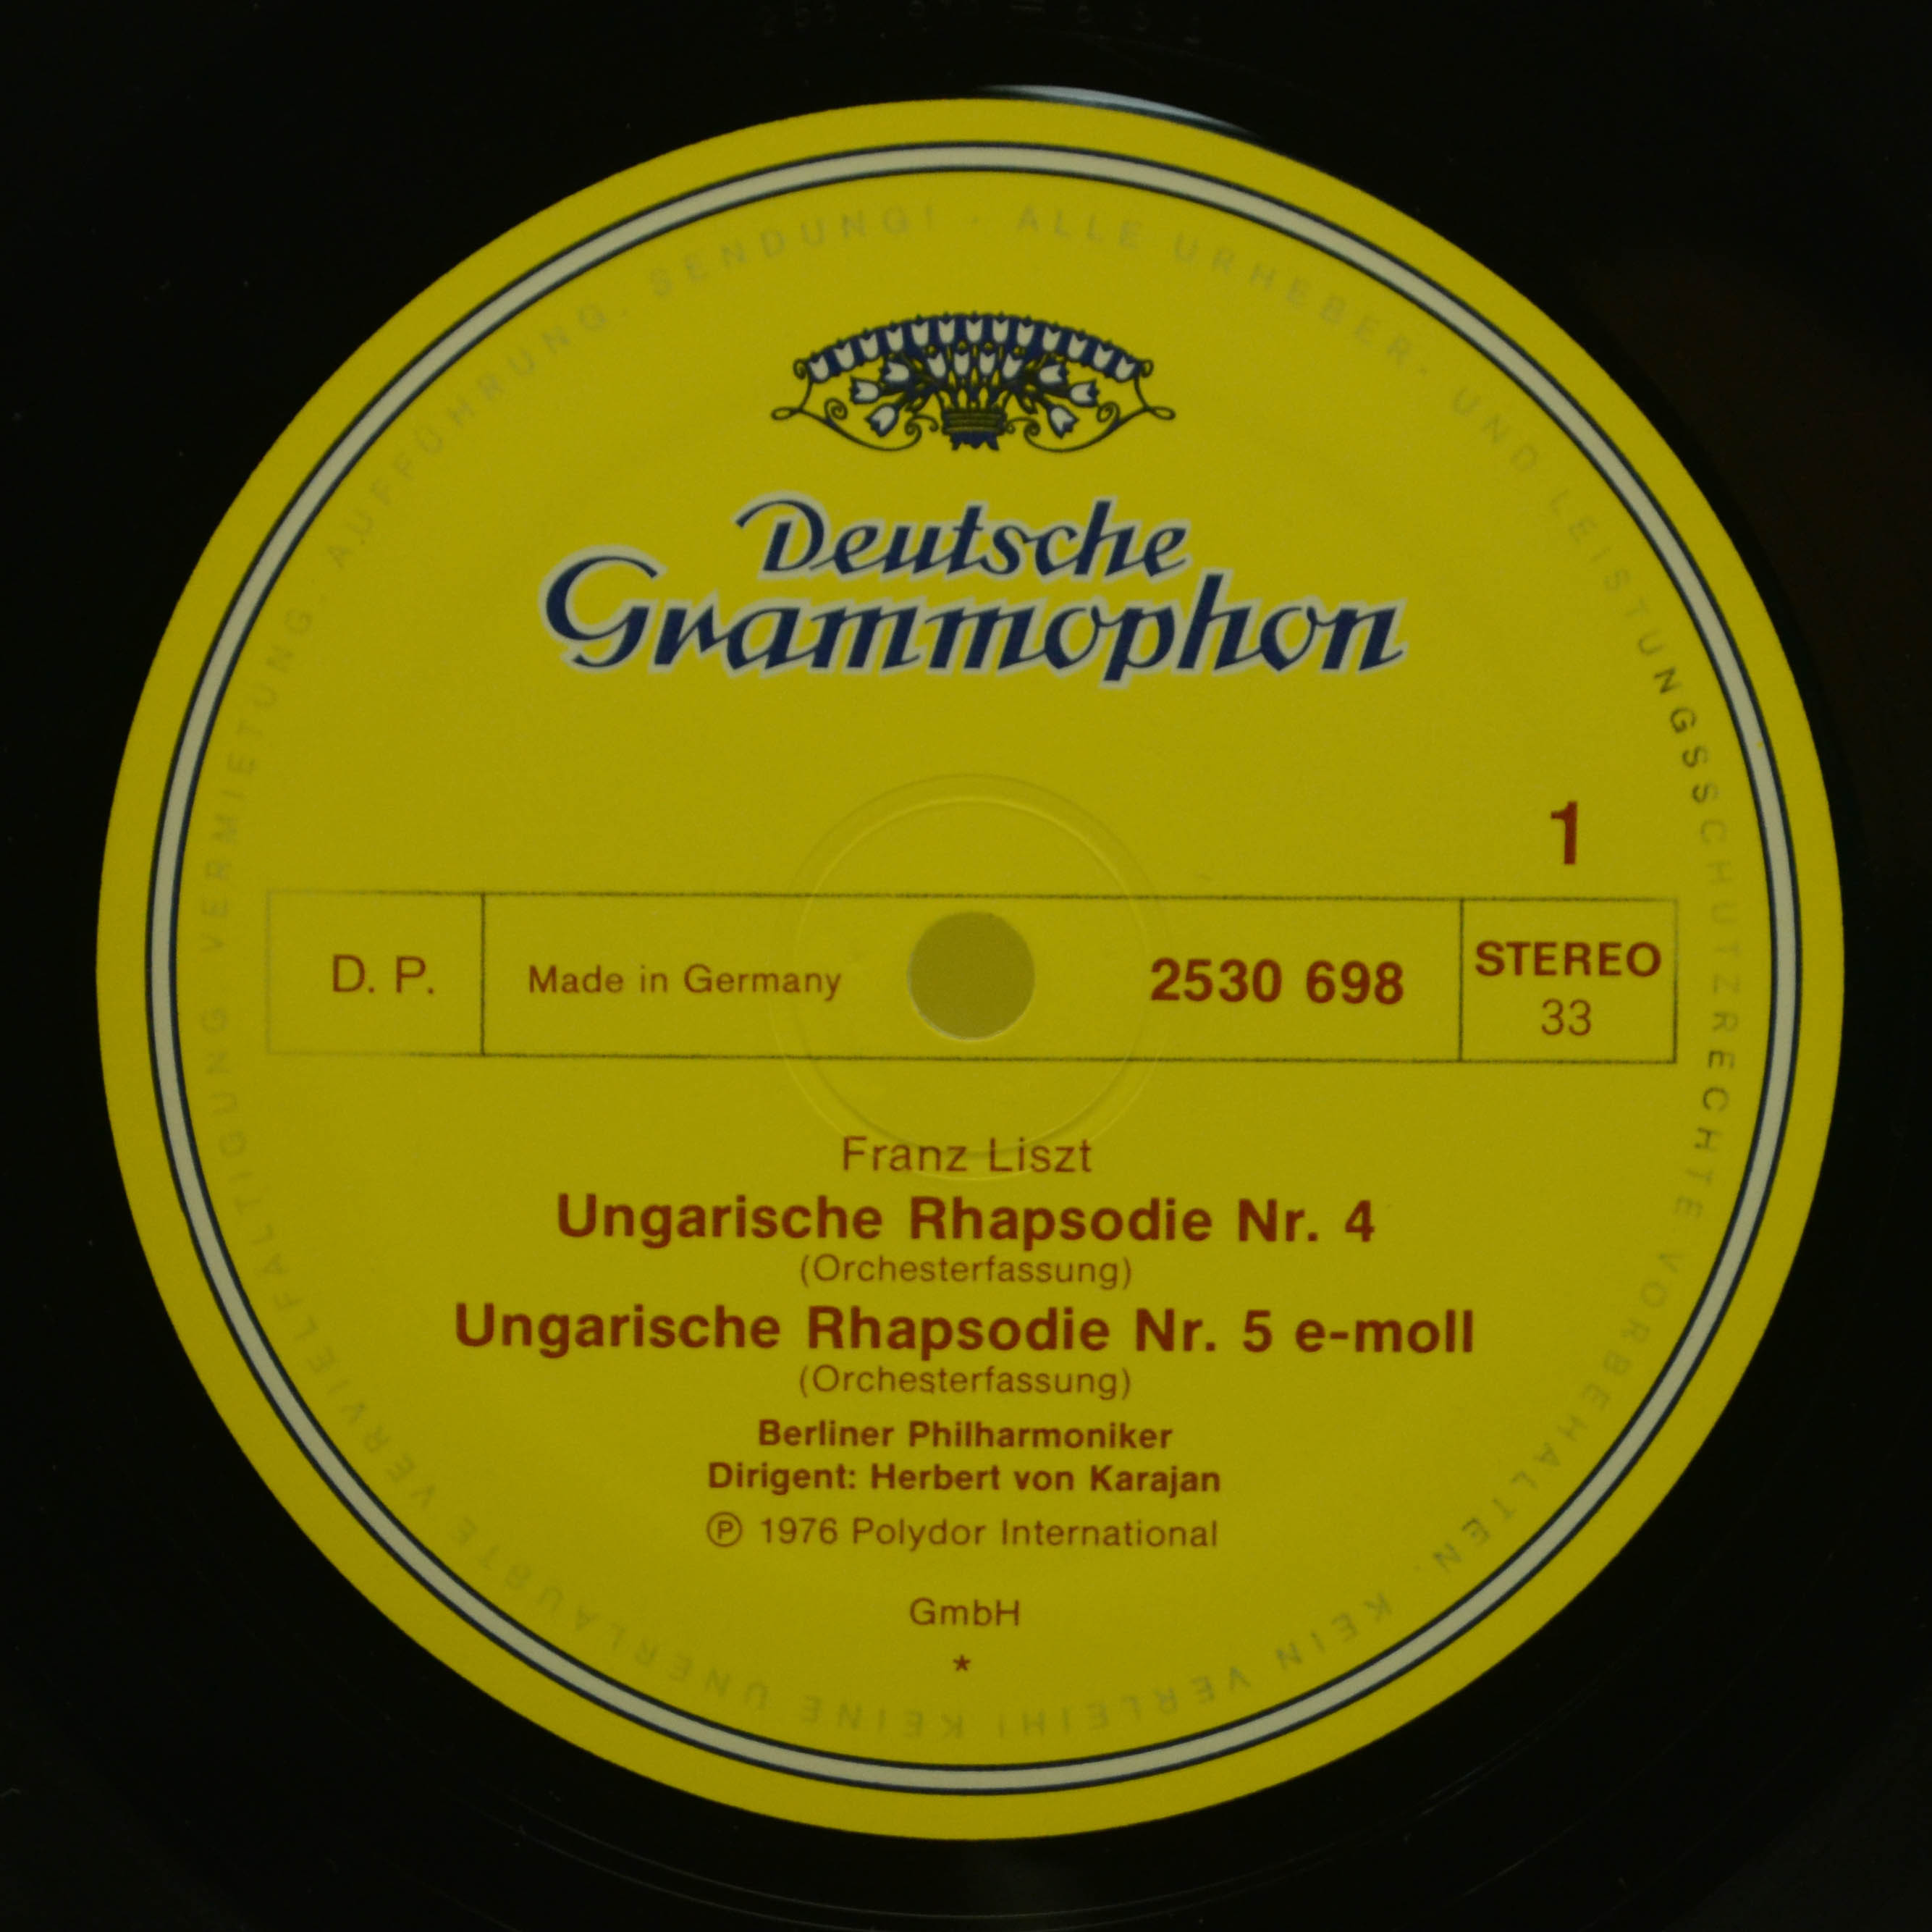 Deutsche
Grammophon
1
D. P.
Made in Germany
2530 698
STEREO
33
Franz Liszt
Ungarische Rhapsodie Nr. 4
(Orchesterfassung)
Ungarische Rhapsodie Nr. 5 e-moll
(Orchesterfassung)
Berliner Philharmoniker
Dirigent: Herbert von Karajan
Ⓟ 1976 Polydor International
GmbH
*
ALLE URHEBER- UND LEISTUNGSSCHUTZRECHTE VORBEHALTEN. KEIN VERLEIH! KEINE UNERLAUBTE VERVIELFÄLTIGUNG, VERMIETUNG, AUFFÜHRUNG, SENDUNG! ·